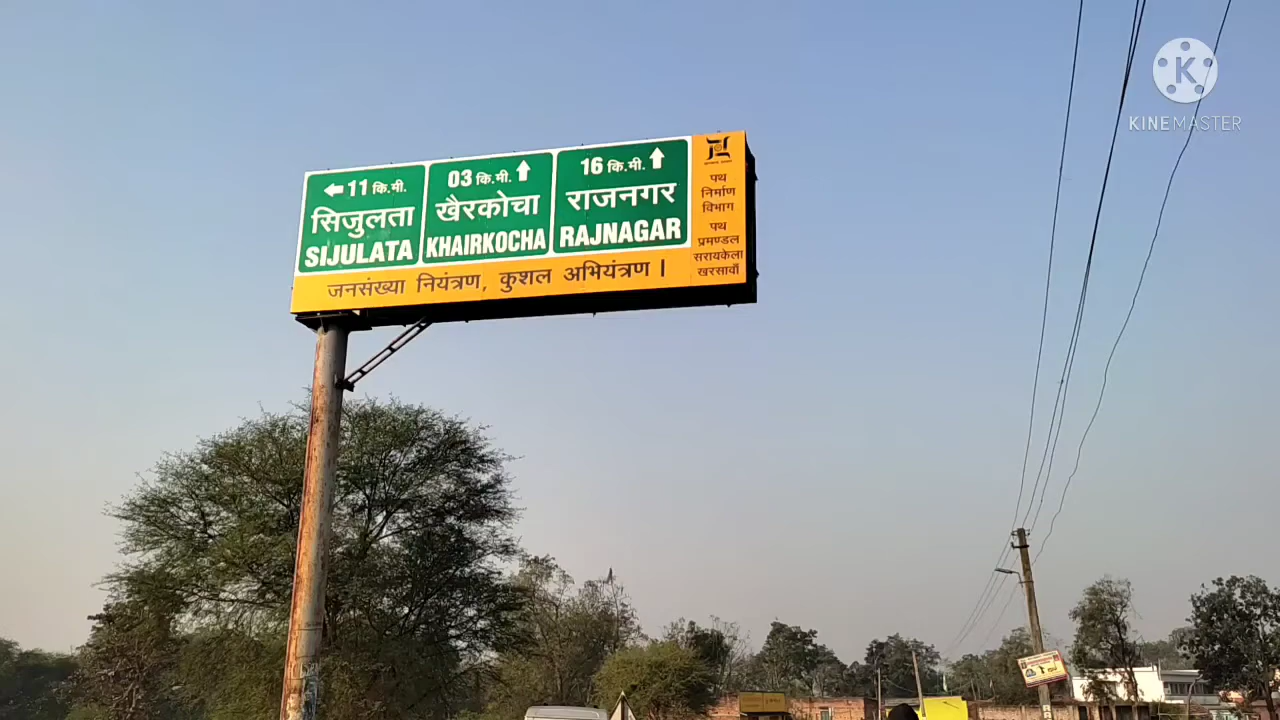 ← 11 कि.मी.
सिजुलता
SIJULATA
03 कि.मी. ↑
खैरकोचा
KHAIRKOCHA
16 कि.मी. ↑
राजनगर
RAJNAGAR
पथ
निर्माण
विभाग
पथ
प्रमण्डल
सरायकेला
खरसावाँ
जनसंख्या नियंत्रण, कुशल अभियंत्रण ।
K
KINEMASTER